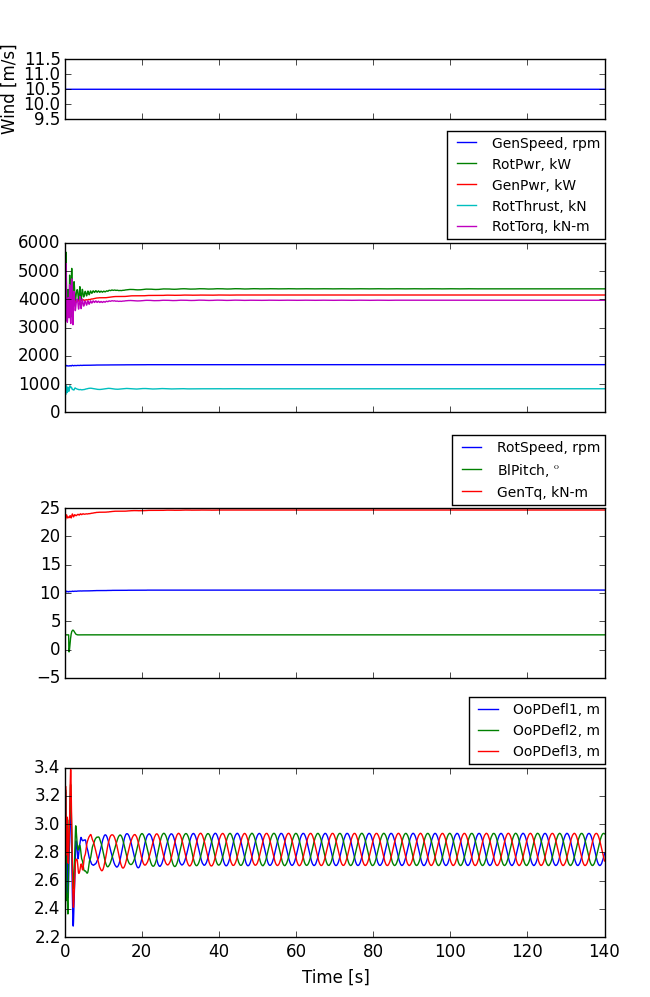 Wind [m/s]
11.5
11.0
10.5
10.0
9.5
GenSpeed, rpm
RotPwr, kW
GenPwr, kW
RotThrust, kN
RotTorq, kN-m
6000
5000
4000
3000
2000
1000
0
RotSpeed, rpm
BlPitch, °
GenTq, kN-m
25
20
15
10
5
0
−5
OoPDefl1, m
OoPDefl2, m
OoPDefl3, m
3.4
3.2
3.0
2.8
2.6
2.4
2.2
0 20 40 60 80 100 120 140
Time [s]